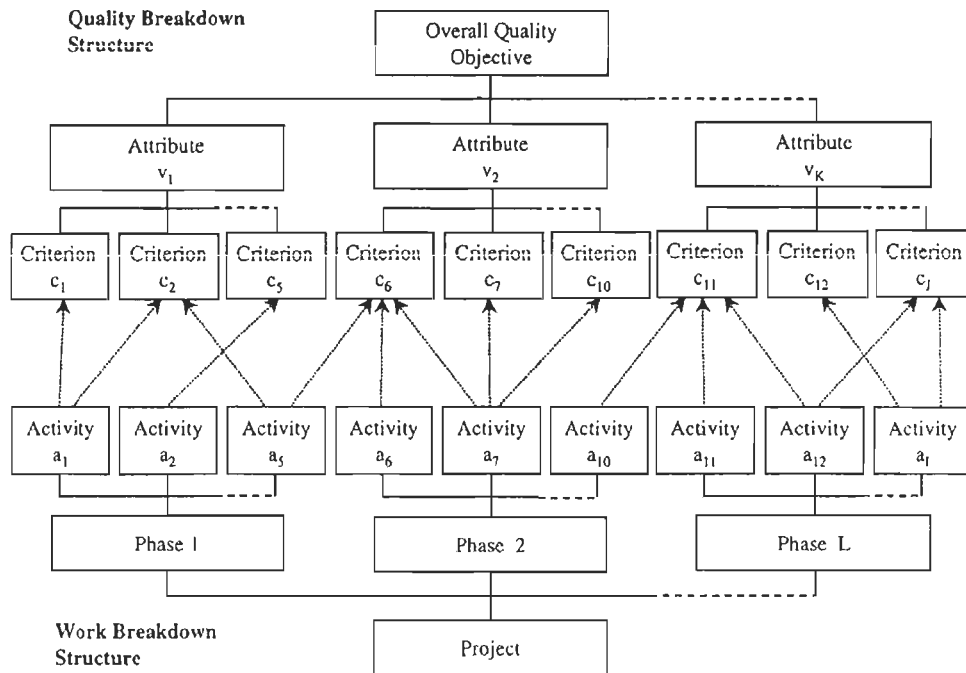 Quality Breakdown
Structure
Overall Quality
Objective
Attribute
v1
Attribute
v2
Attribute
vK
Criterion
c1
Criterion
c2
Criterion
c5
Criterion
c6
Criterion
c7
Criterion
c10
Criterion
c11
Criterion
c12
Criterion
cJ
Activity
a1
Activity
a2
Activity
a5
Activity
a6
Activity
a7
Activity
a10
Activity
a11
Activity
a12
Activity
aI
Phase 1
Phase 2
Phase L
Work Breakdown
Structure
Project